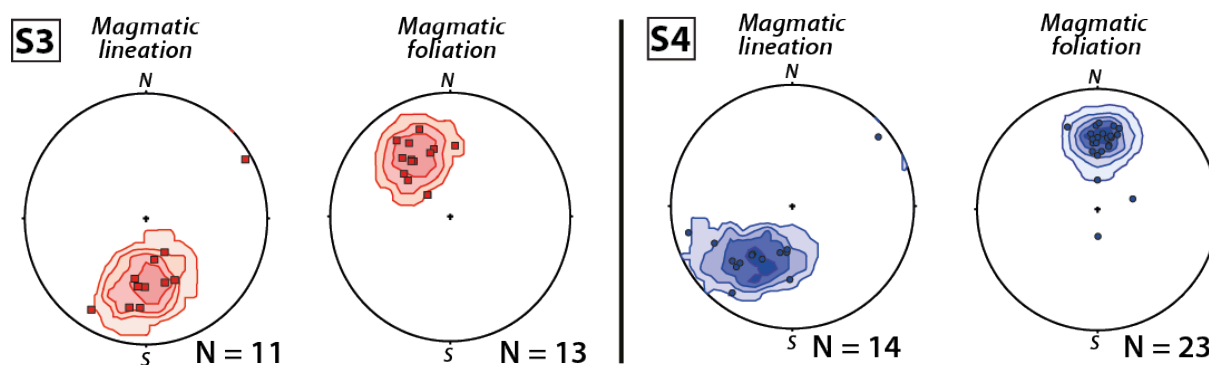 S3
Magmatic
lineation
N
S
N = 11
Magmatic
foliation
N
S
N = 13
S4
Magmatic
lineation
N
S
N = 14
Magmatic
foliation
N
S
N = 23